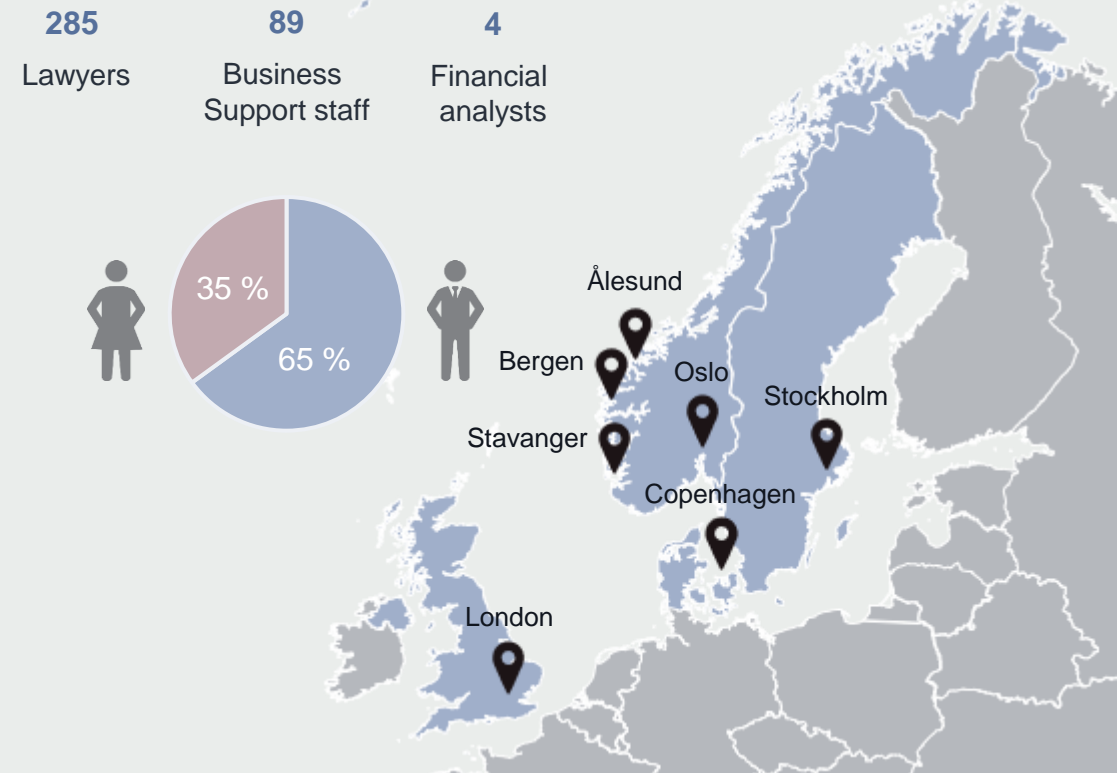 285
Lawyers
89
Business
Support staff
4
Financial
analysts
35 %
65 %
Ålesund
Bergen
Oslo
Stockholm
Stavanger
Copenhagen
London